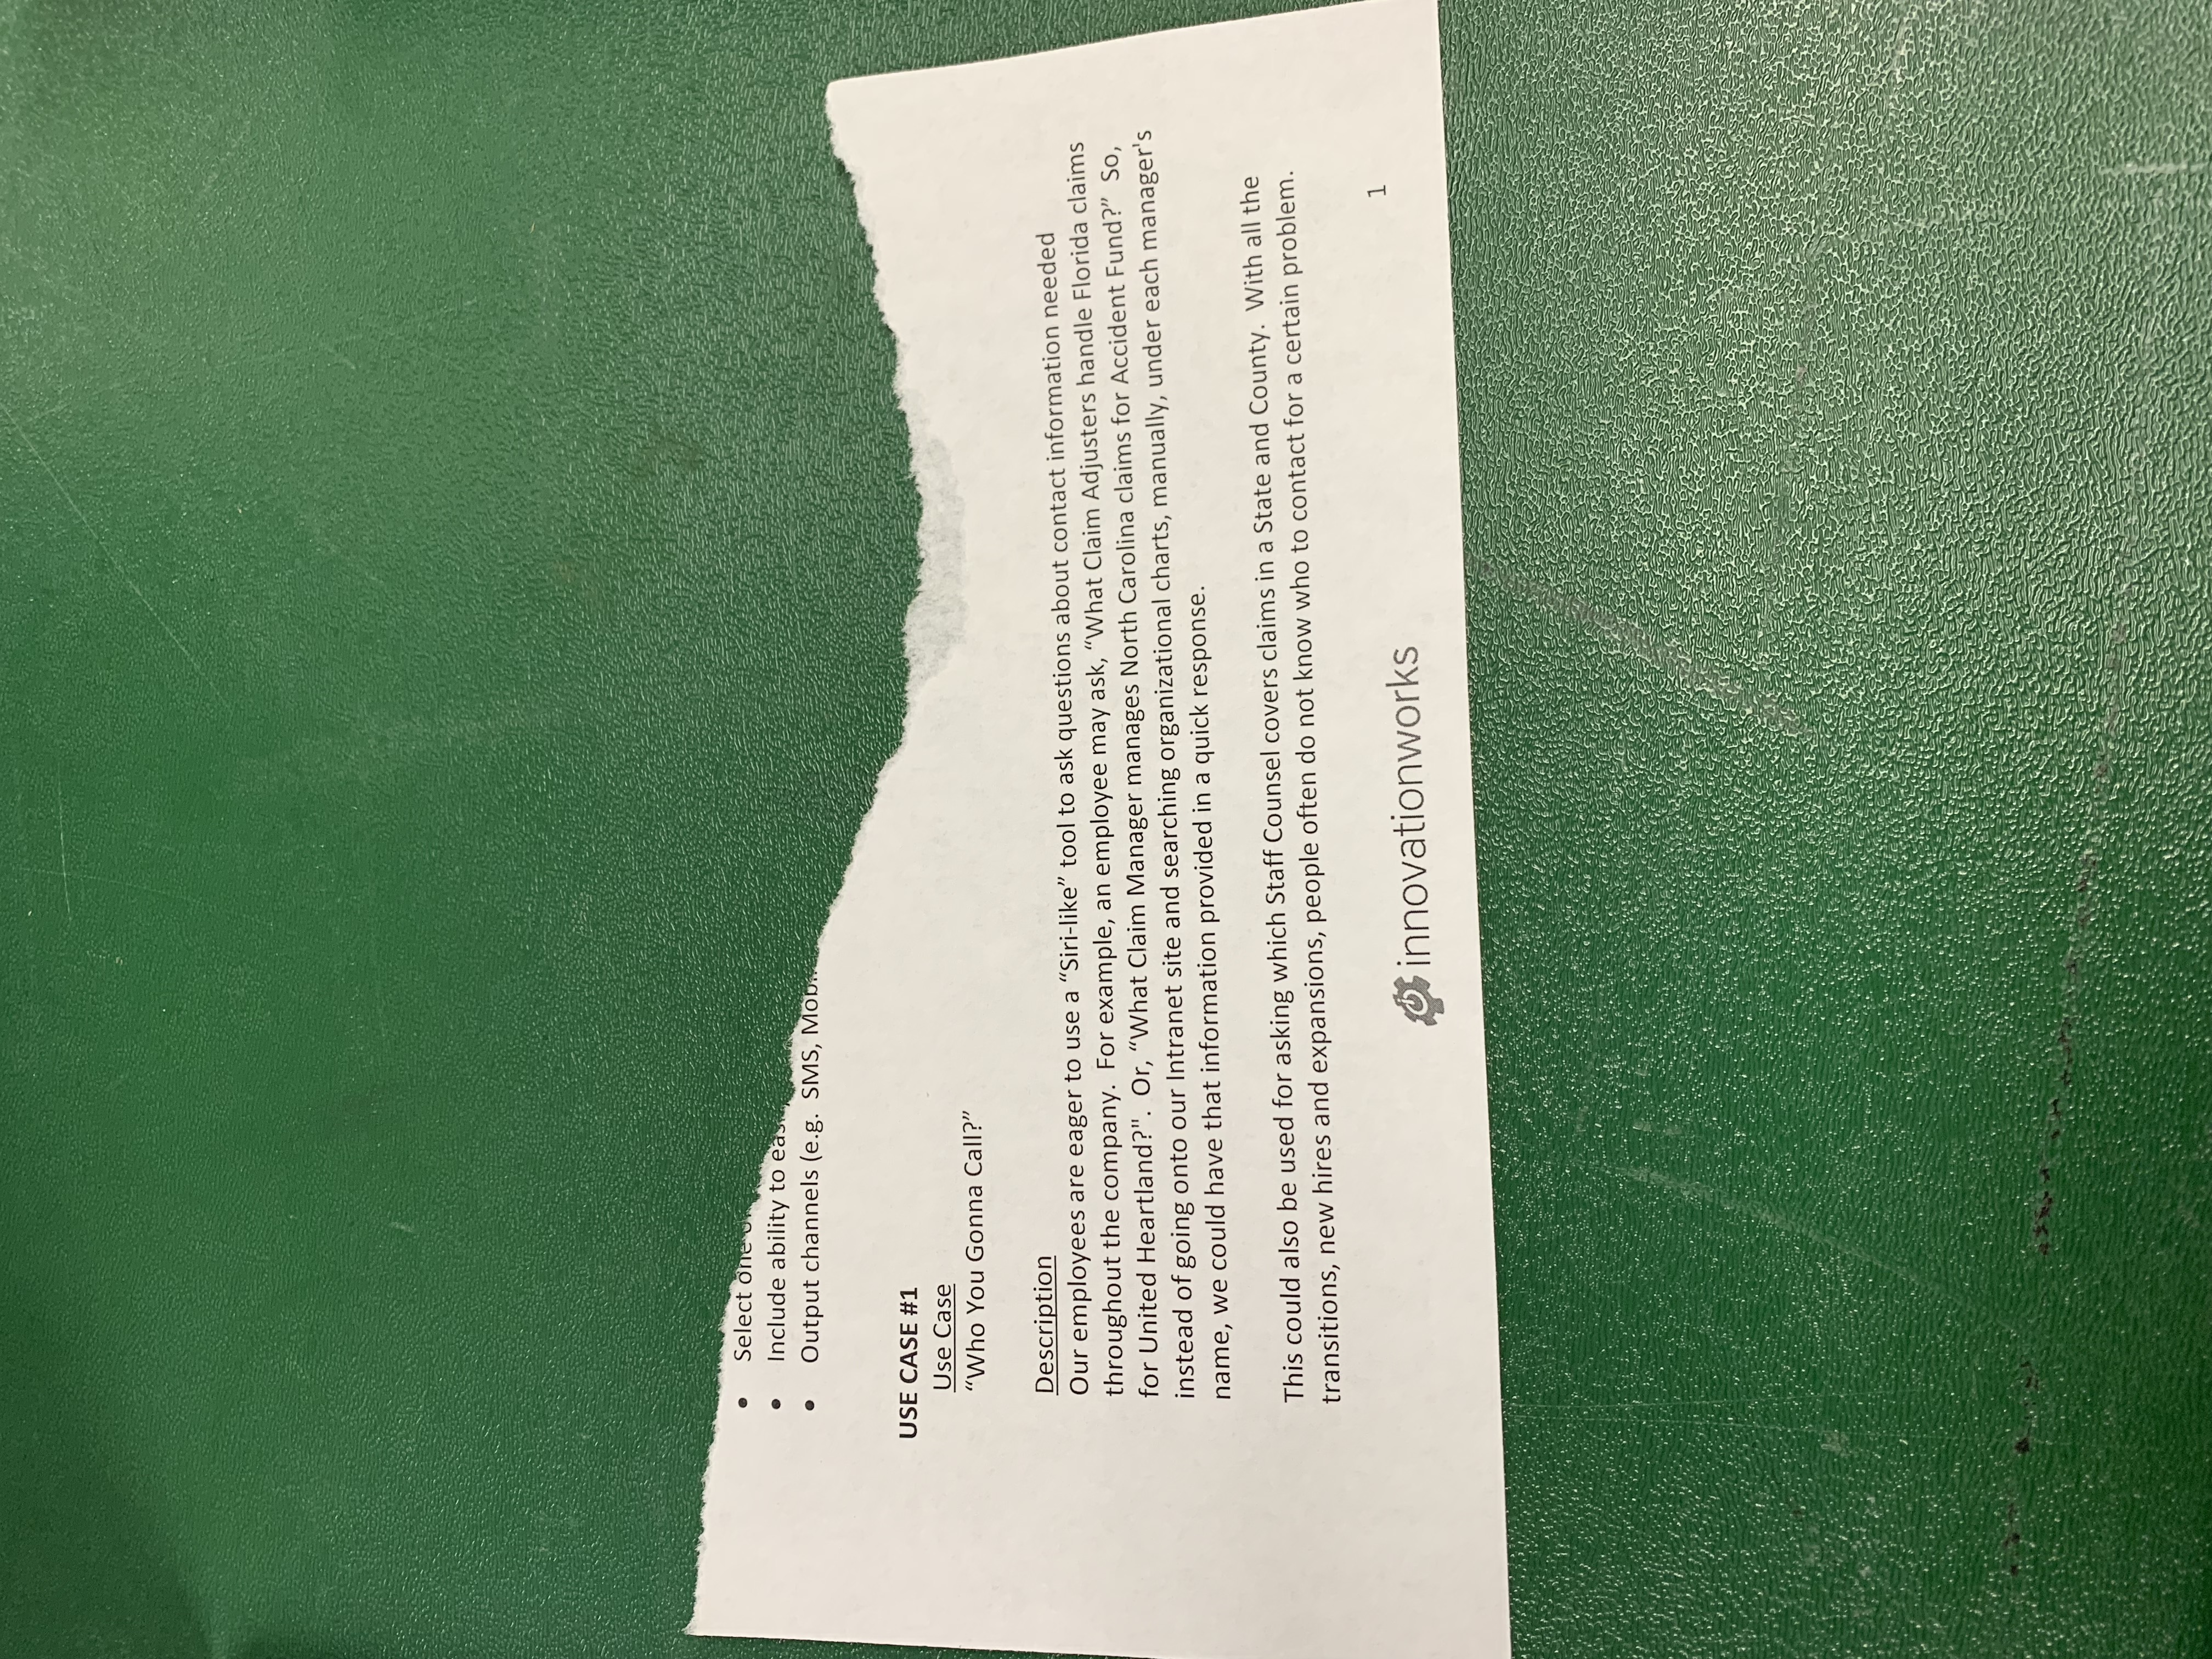 • Select one
• Include ability to
• Output channels (e.g.  SMS,
USE CASE #1
Use Case
“Who You Gonna Call?”
Description
Our employees are eager to use a “Siri-like” tool to ask questions about contact information needed
throughout the company.  For example, an employee may ask, “What Claim Adjusters handle Florida claims
for United Heartland?".  Or, “What Claim Manager manages North Carolina claims for Accident Fund?”  So,
instead of going onto our Intranet site and searching organizational charts, manually, under each manager's
name, we could have that information provided in a quick response.
This could also be used for asking which Staff Counsel covers claims in a State and County.  With all the
transitions, new hires and expansions, people often do not know who to contact for a certain problem.
1
innovationworks